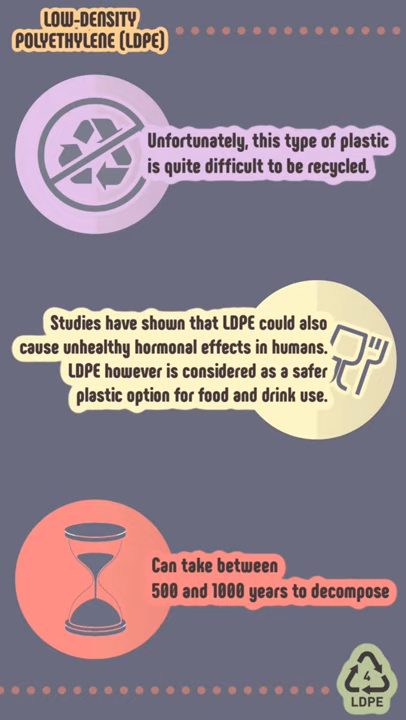 LOW-DENSITY
POLYETHYLENE (LDPE)
Unfortunately, this type of plastic
is quite difficult to be recycled.
Studies have shown that LDPE could also
cause unhealthy hormonal effects in humans.
LDPE however is considered as a safer
plastic option for food and drink use.
Can take between
500 and 1000 years to decompose
4
LDPE